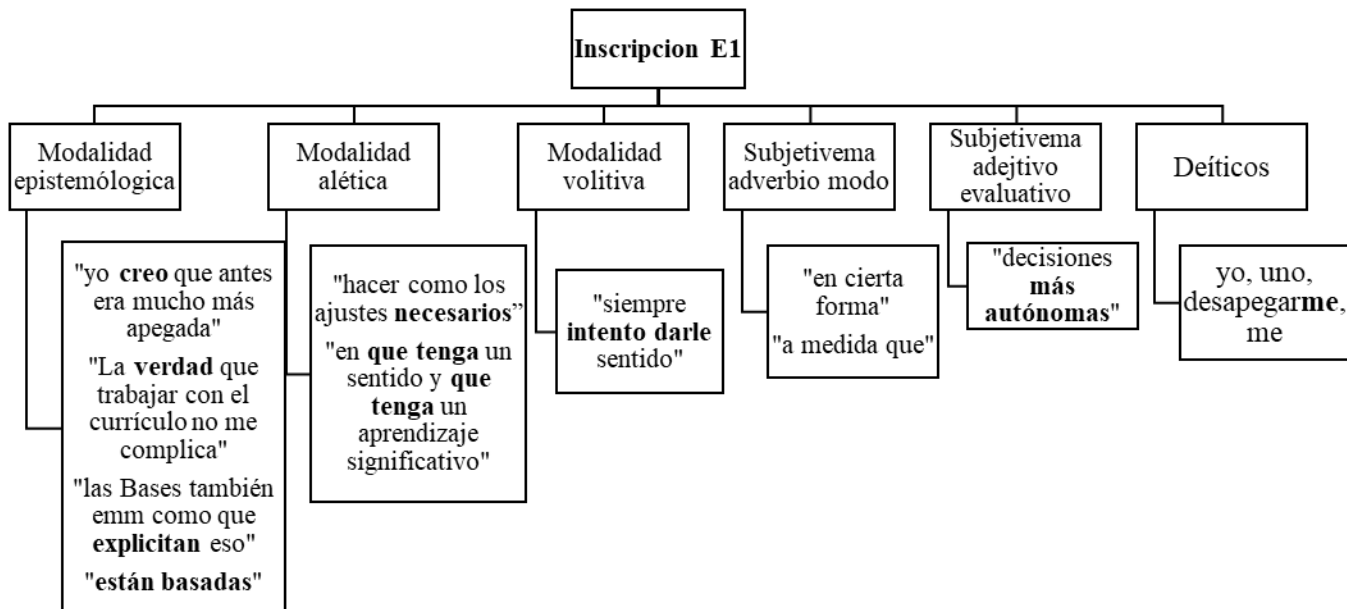 Inscripcion E1
Modalidad
epistemólogica
Modalidad
alética
Modalidad
volitiva
Subjetivema
adverbio modo
Subjetivema
adejtivo
evaluativo
Deíticos
"yo creo que antes
era mucho más
apegada"
"La verdad que
trabajar con el
currículo no me
complica"
"las Bases también
emm como que
explicitan eso"
"están basadas"
"hacer como los
ajustes necesarios”
"en que tenga un
sentido y que
tenga un
aprendizaje
significativo"
"siempre
intento darle
sentido"
"en cierta
forma"
"a medida que"
"decisiones
más
autónomas"
yo, uno,
desapegarme,
me